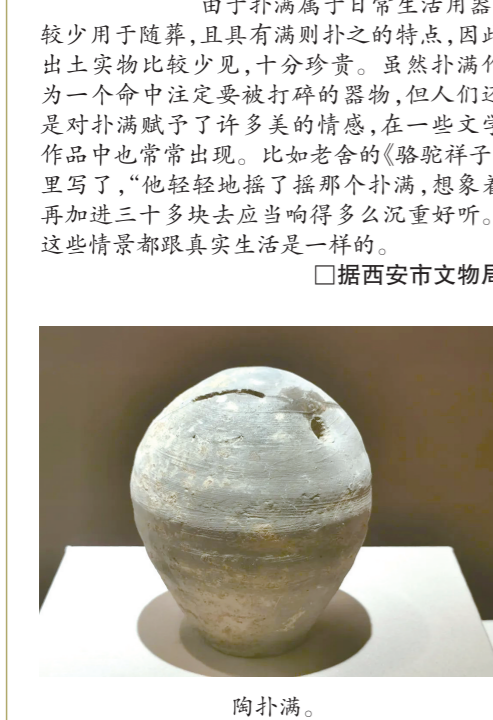 由于扑满属于日常生活用器
较少用于随葬,且具有满则扑之的特点,因此
出土实物比较少见,十分珍贵。虽然扑满作
为一个命中注定要被打碎的器物,但人们还
是对扑满赋予了许多美的情感,在一些文学
作品中也常常出现。比如老舍的《骆驼祥子
里写了,“他轻轻地摇了摇那个扑满,想象着
再加进三十多块去应当响得多么沉重好听。
这些情景都跟真实生活是一样的。
□据西安市文物局
陶扑满。